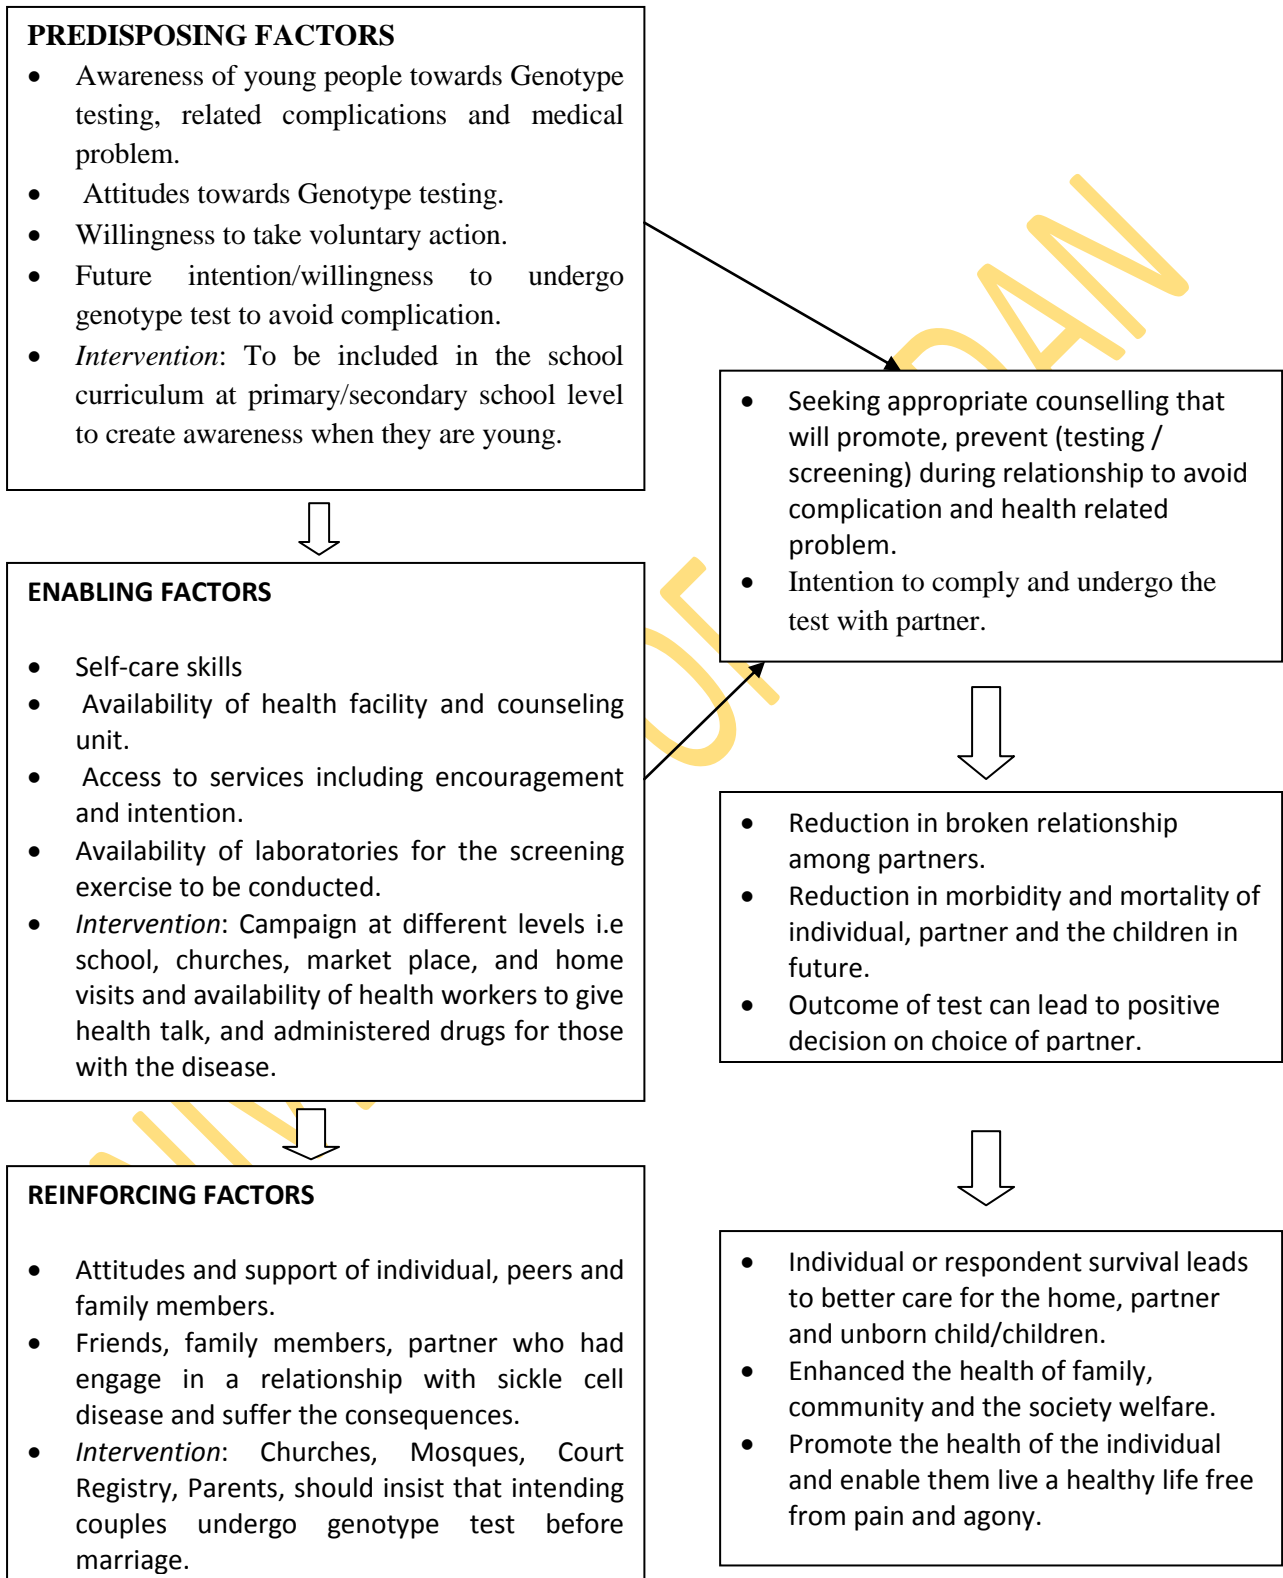 PREDISPOSING FACTORS
• Awareness of young people towards Genotype
testing, related complications and medical
problem.
• Attitudes towards Genotype testing.
• Willingness to take voluntary action.
• Future intention/willingness to undergo
genotype test to avoid complication.
• Intervention: To be included in the school
curriculum at primary/secondary school level
to create awareness when they are young.
ENABLING FACTORS
• Self-care skills
• Availability of health facility and counseling
unit.
• Access to services including encouragement
and intention.
• Availability of laboratories for the screening
exercise to be conducted.
• Intervention: Campaign at different levels i.e
school, churches, market place, and home
visits and availability of health workers to give
health talk, and administered drugs for those
with the disease.
REINFORCING FACTORS
• Attitudes and support of individual, peers and
family members.
• Friends, family members, partner who had
engage in a relationship with sickle cell
disease and suffer the consequences.
• Intervention: Churches, Mosques, Court
Registry, Parents, should insist that intending
couples undergo genotype test before
marriage.
• Seeking appropriate counselling that
will promote, prevent (testing /
screening) during relationship to avoid
complication and health related
problem.
• Intention to comply and undergo the
test with partner.
• Reduction in broken relationship
among partners.
• Reduction in morbidity and mortality of
individual, partner and the children in
future.
• Outcome of test can lead to positive
decision on choice of partner.
• Individual or respondent survival leads
to better care for the home, partner
and unborn child/children.
• Enhanced the health of family,
community and the society welfare.
• Promote the health of the individual
and enable them live a healthy life free
from pain and agony.